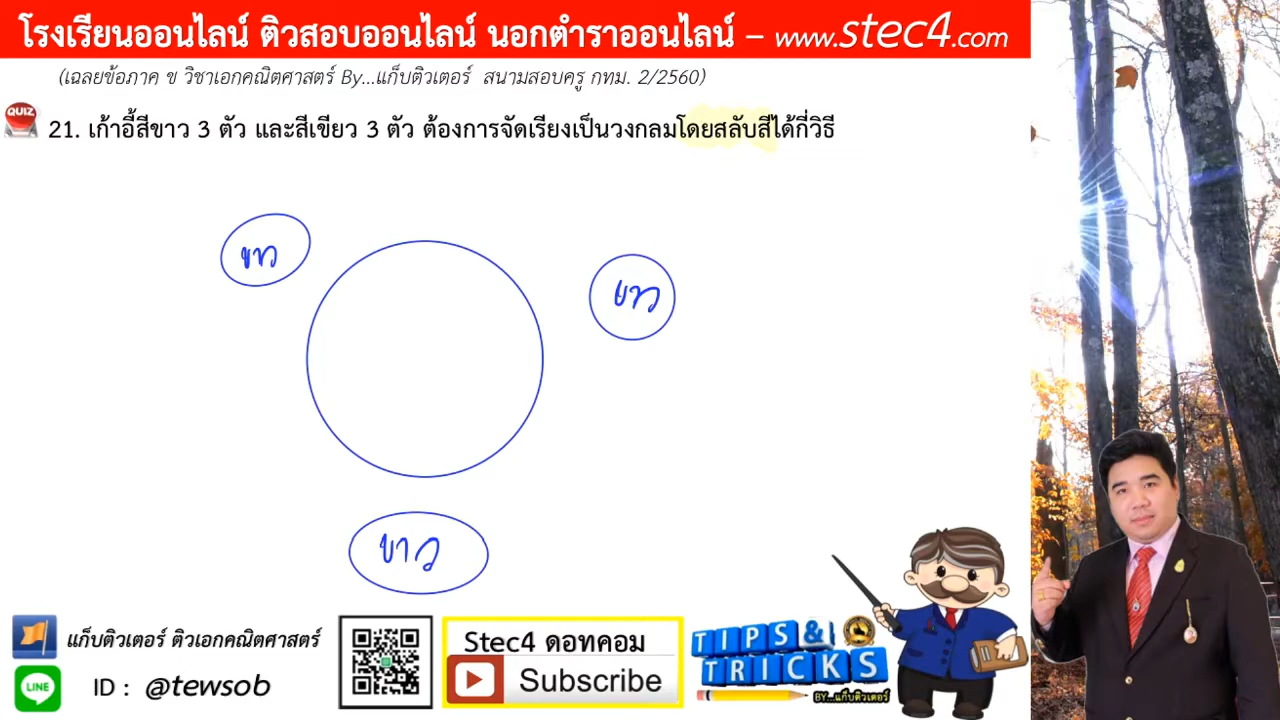 โรงเรียนออนไลน์ ติวสอบออนไลน์ นอกตำราออนไลน์ – www.stec4.com
(เฉลยข้อภาค ข วิชาเอกคณิตศาสตร์ By...แก็บติวเตอร์ สนามสอบครู กทม. 2/2560)
QUIZ
21. เก้าอี้สีขาว 3 ตัว และสีเขียว 3 ตัว ต้องการจัดเรียงเป็นวงกลมโดยสลับสีได้กี่วิธี
ขาว
ขาว
ขาว
แก็บติวเตอร์ ติวเอกคณิตศาสตร์
LINE
ID : @tewsob
Stec4 ดอทคอม
Subscribe
TIPS &
TRICKS
BY...แก็บติวเตอร์